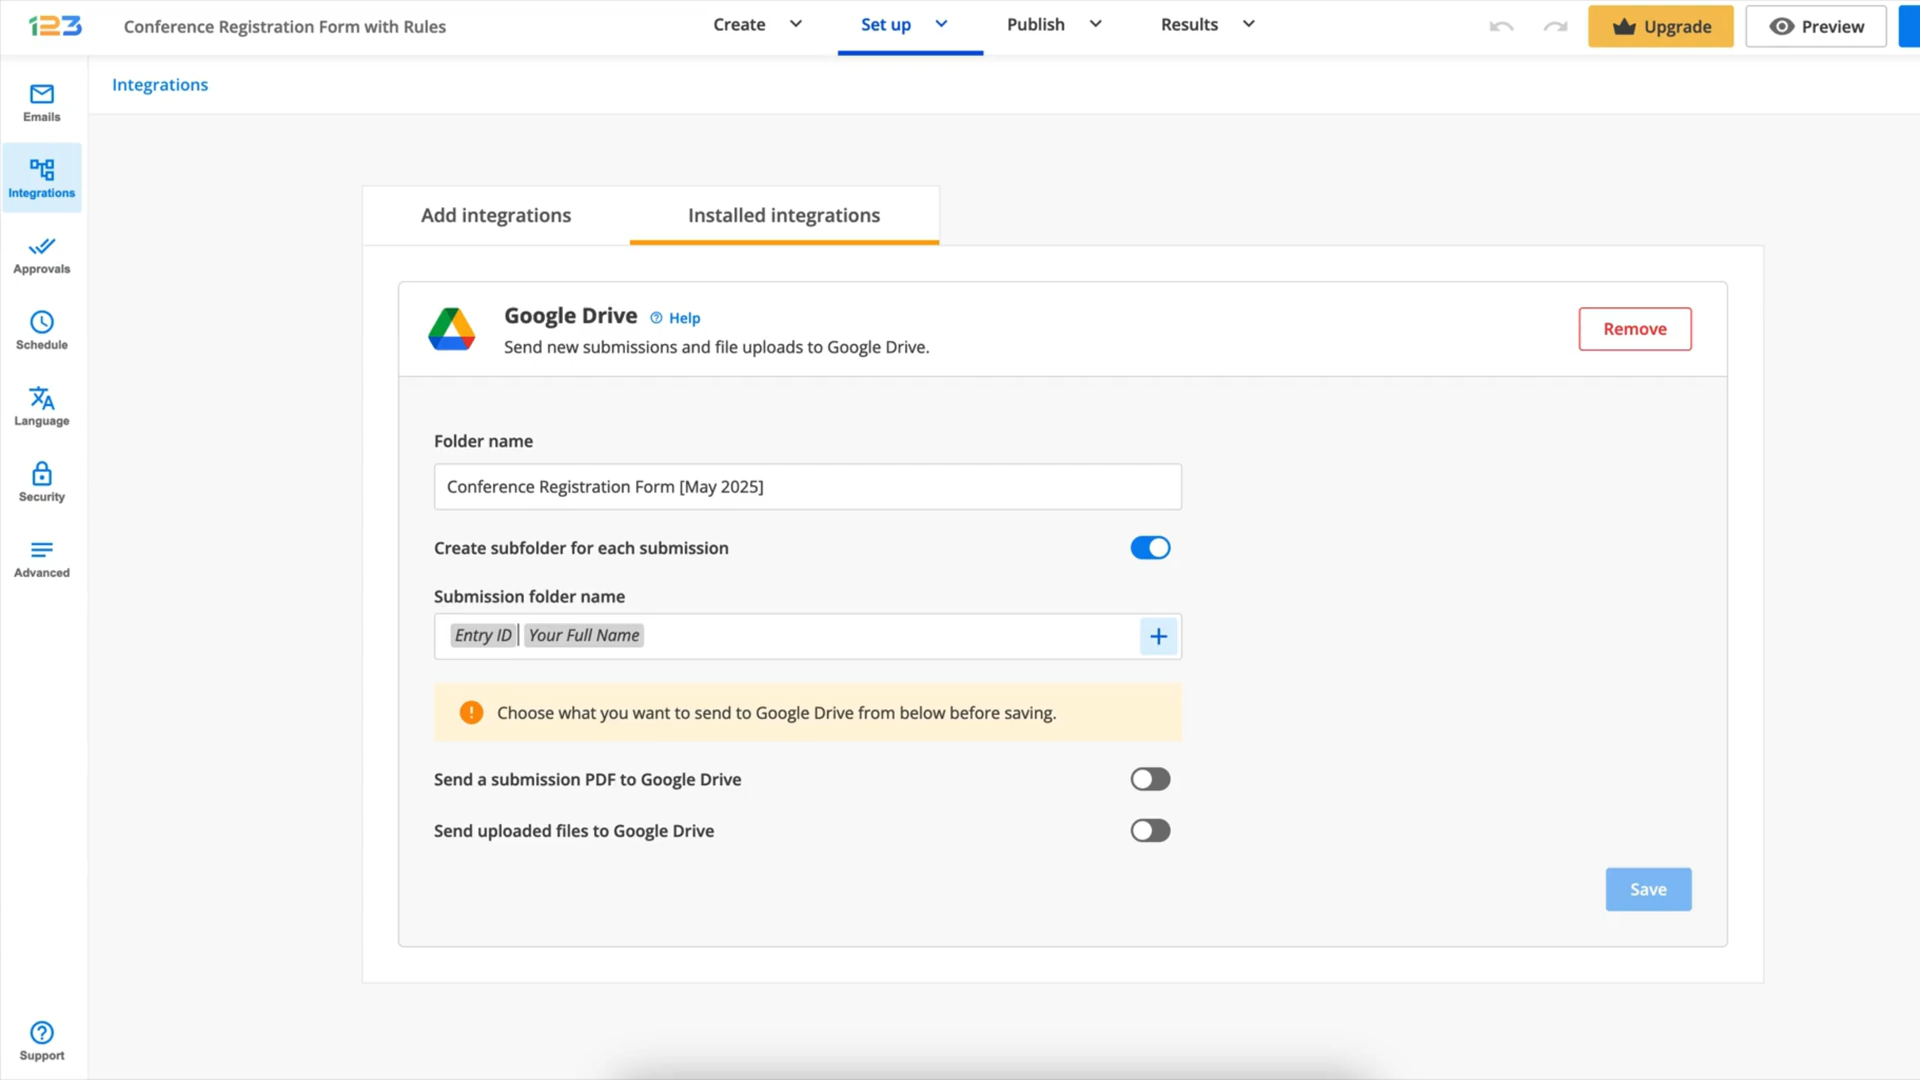 123
Conference Registration Form with Rules
Create
Set up
Publish
Results
Upgrade
Preview
Integrations
Emails
Integrations
Approvals
Schedule
Language
Security
Advanced
Support
Add integrations
Installed integrations
Google Drive
Help
Send new submissions and file uploads to Google Drive.
Remove
Folder name
Conference Registration Form [May 2025]
Create subfolder for each submission
Submission folder name
Entry ID Your Full Name
Choose what you want to send to Google Drive from below before saving.
Send a submission PDF to Google Drive
Send uploaded files to Google Drive
Save